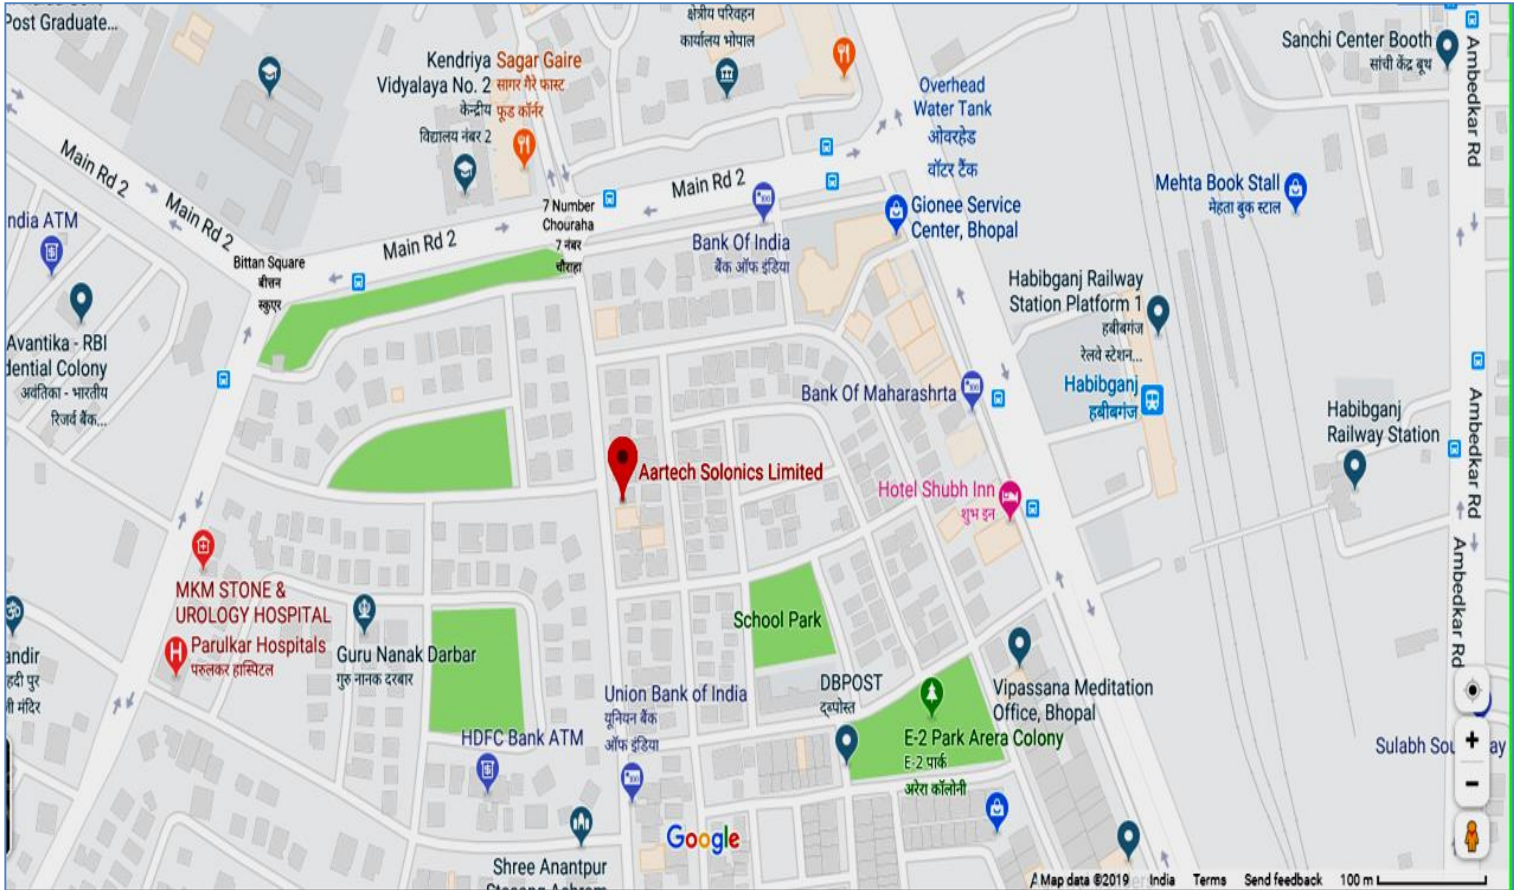 Post Graduate...
क्षेत्रीय परिवहन
कार्यालय भोपाल
Kendriya
Vidyalaya No. 2
केन्द्रीय
विद्यालय नंबर 2
Sagar Gaire
सागर गैरे फास्ट
फूड कॉर्नर
Overhead
Water Tank
ओवरहेड
वॉटर टैंक
Sanchi Center Booth
सांची केंद्र बूथ
Ambedkar Rd
Main Rd 2
Main Rd 2
Main Rd 2
Main Rd 2
7 Number
Chouraha
7 नंबर
चौराहा
Mehta Book Stall
मेहता बुक स्टाल
Gionee Service
Center, Bhopal
Bank Of India
बैंक ऑफ इंडिया
ndia ATM
Bittan Square
बीत्तन
स्कुएर
Habibganj Railway
Station Platform 1
हबीबगंज
रेलवे स्टेशन...
Avantika - RBI
dential Colony
अवंतिका - भारतीय
रिजर्व बैंक...
Bank Of Maharashrta
Habibganj
हबीबगंज
Habibganj
Railway Station
Ambedkar Rd
Aartech Solonics Limited
Hotel Shubh Inn
शुभ इन
Ambedkar Rd
MKM STONE &
UROLOGY HOSPITAL
Parulkar Hospitals
परुलकर हास्पिटल
Guru Nanak Darbar
गुरु नानक दरबार
School Park
andir
हदी पुर
मंदिर
Union Bank of India
यूनियन बैंक
ऑफ इंडिया
DBPOST
Vipassana Meditation
Office, Bhopal
HDFC Bank ATM
E-2 Park Arera Colony
E-2 पार्क
अरेरा कॉलोनी
Sulabh Sou
ay
+
−
Google
Shree Anantpur
Map data ©2019
India
Terms
Send feedback
100 m